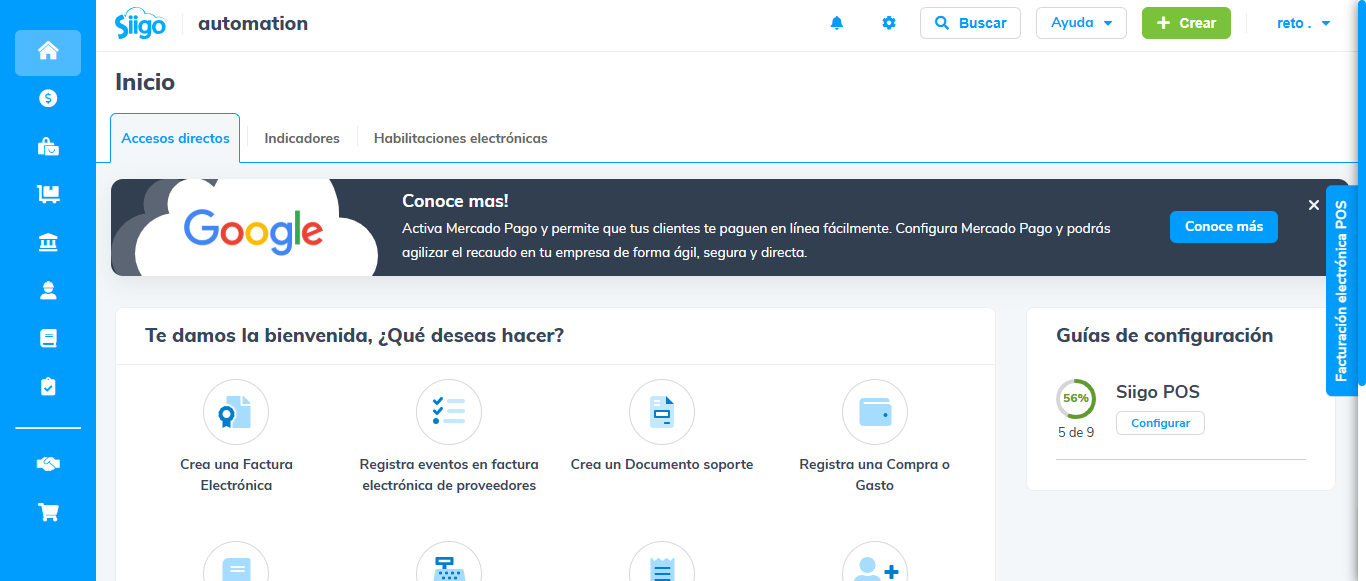 Siigo
automation
Buscar
Ayuda
Crear
reto .
Inicio
Accesos directos
Indicadores
Habilitaciones electrónicas
Google
Conoce mas!
Activa Mercado Pago y permite que tus clientes te paguen en línea fácilmente. Configura Mercado Pago y podrás
agilizar el recaudo en tu empresa de forma ágil, segura y directa.
Conoce más
Facturación electrónica POS
Te damos la bienvenida, ¿Qué deseas hacer?
Crea una Factura
Electrónica
Registra eventos en factura
electrónica de proveedores
Crea un Documento soporte
Registra una Compra o
Gasto
Guías de configuración
56%
5 de 9
Siigo POS
Configurar